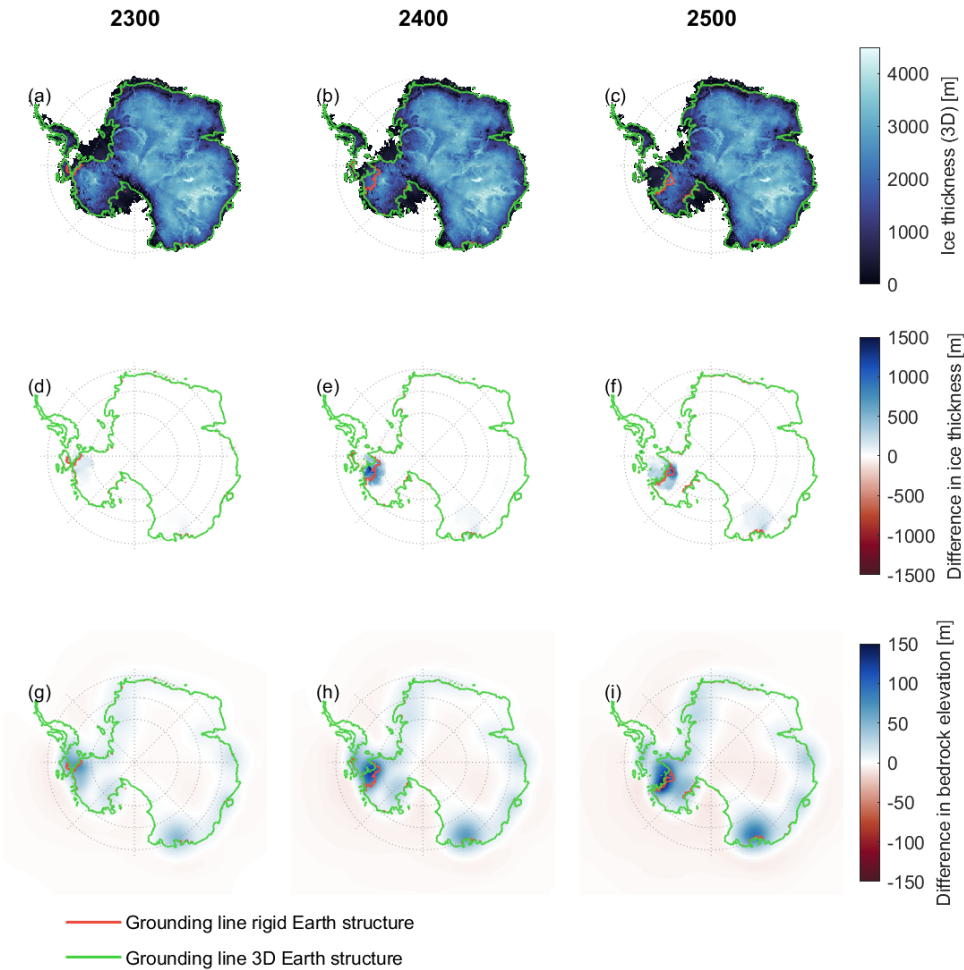 2300 2400 2500
(a) (b) (c)
4000
3000
2000
1000
0
Ice thickness (3D) [m]
(d) (e) (f)
1500
1000
500
0
-500
-1000
-1500
Difference in ice thickness [m]
(g) (h) (i)
150
100
50
0
-50
-100
-150
Difference in bedrock elevation [m]
Grounding line rigid Earth structure
Grounding line 3D Earth structure